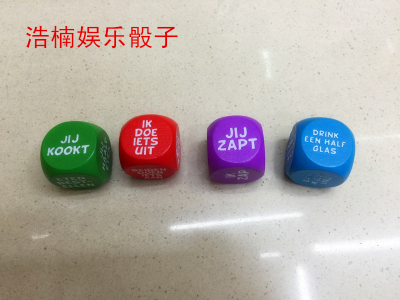 浩楠娱乐骰子
JIJ
KOOKT
IK
DOE
IETS
UIT
JIJ
ZAPT
DRINK
EEN HALF
GLAS